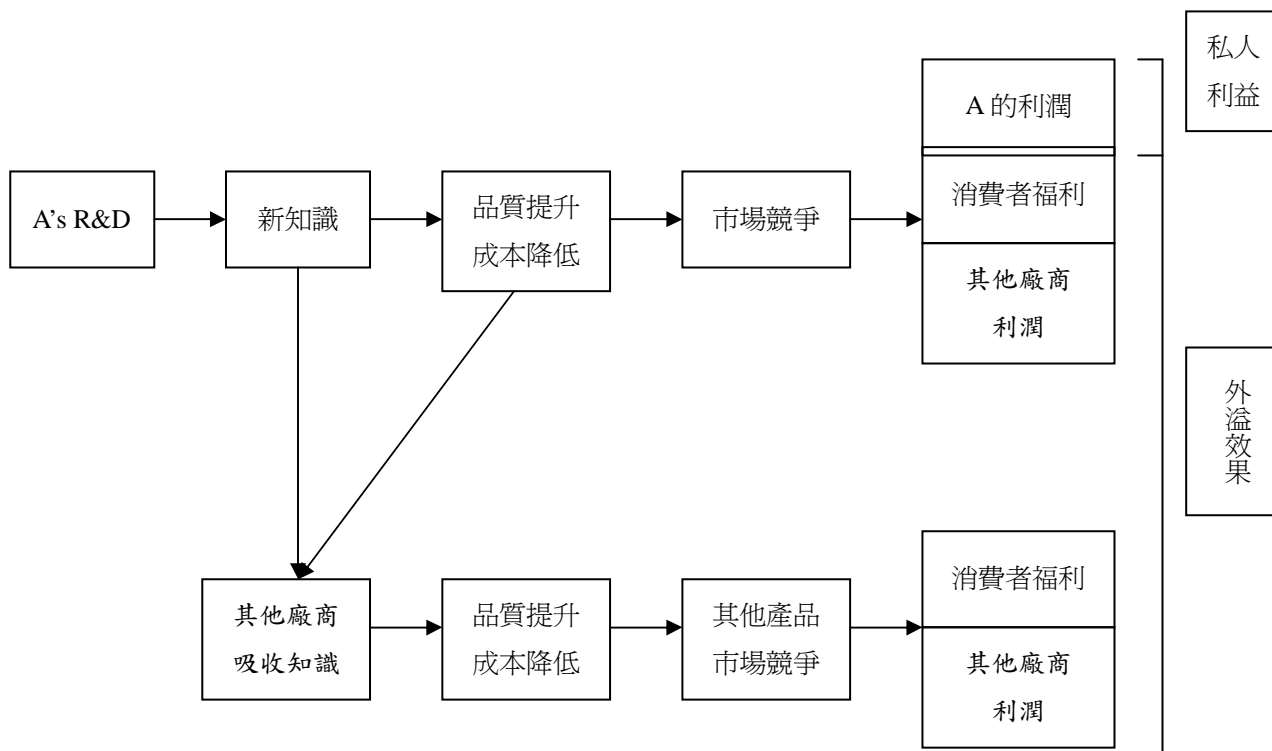 私人
利益
A 的利潤
A's R&D
新知識
品質提升
成本降低
市場競爭
消費者福利
其他廠商
利潤
外溢效果
其他廠商
吸收知識
品質提升
成本降低
其他產品
市場競爭
消費者福利
其他廠商
利潤